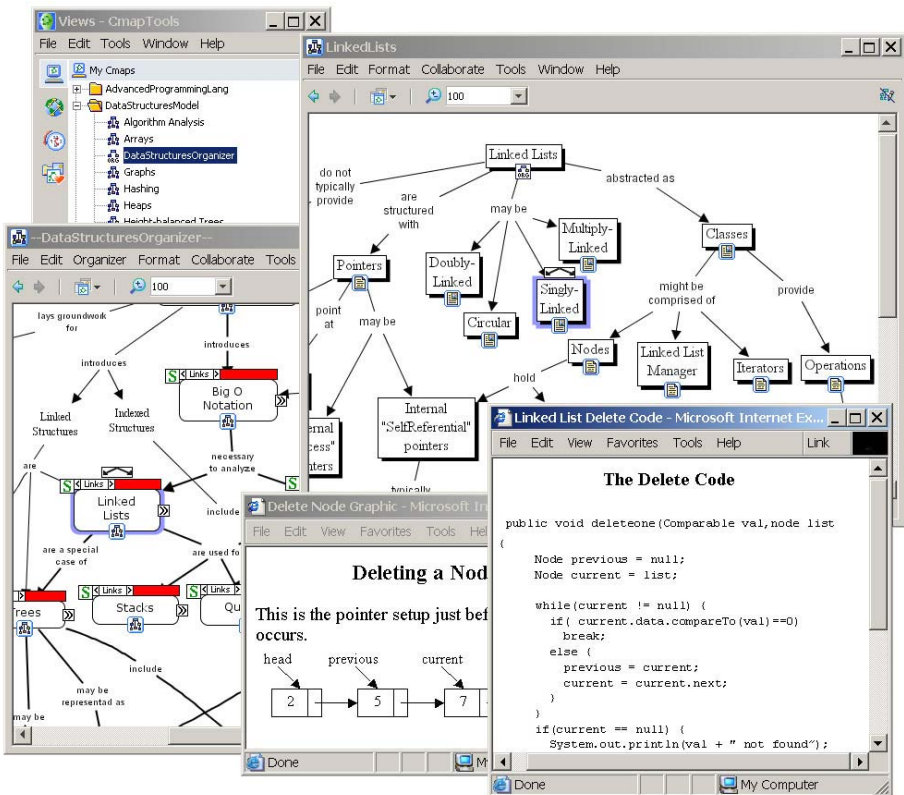 Views - CmapTools
File Edit Tools Window Help
My Cmaps
AdvancedProgrammingLang
DataStructuresModel
Algorithm Analysis
Arrays
DataStructuresOrganizer
Graphs
Hashing
Heaps
Height-balanced Trees
LinkedLists
File Edit Format Collaborate Tools Window Help
100
Linked Lists
ORG
do not
typically
provide
are
structured
with
may be
abstracted as
Multiply-
Linked
Classes
Pointers
Doubly-
Linked
Singly-
Linked
Circular
might be
comprised of
provide
point
at
may be
Nodes
Linked List
Manager
Iterators
Operations
hold
Internal
"SelfReferential"
pointers
typically
--DataStructuresOrganizer--
File Edit Organizer Format Collaborate Tools
100
lays groundwork
for
introduces
introduces
S Links
Big O
Notation
Linked
Structures
Indexed
Structures
necessary
to analyze
are
S Links
S
Linked
Lists
include
are a special
case of
are used fo
S Links
S Links
Trees
Stacks
Qu
include
may be
representad as
may be
Delete Node Graphic - Microsoft In
File Edit View Favorites Tools Help
Deleting a Nod
This is the pointer setup just bef
occurs.
head previous current
2 5 7
Done
Linked List Delete Code - Microsoft Internet Ex...
File Edit View Favorites Tools Help Link
The Delete Code
public void deleteone(Comparable val,node list
{
Node previous = null;
Node current = list;
while(current != null) {
if( current.data.compareTo(val)==0)
break;
else {
previous = current;
current = current.next;
}
}
if(current == null) {
System.out.println(val + " not found");
Done My Computer